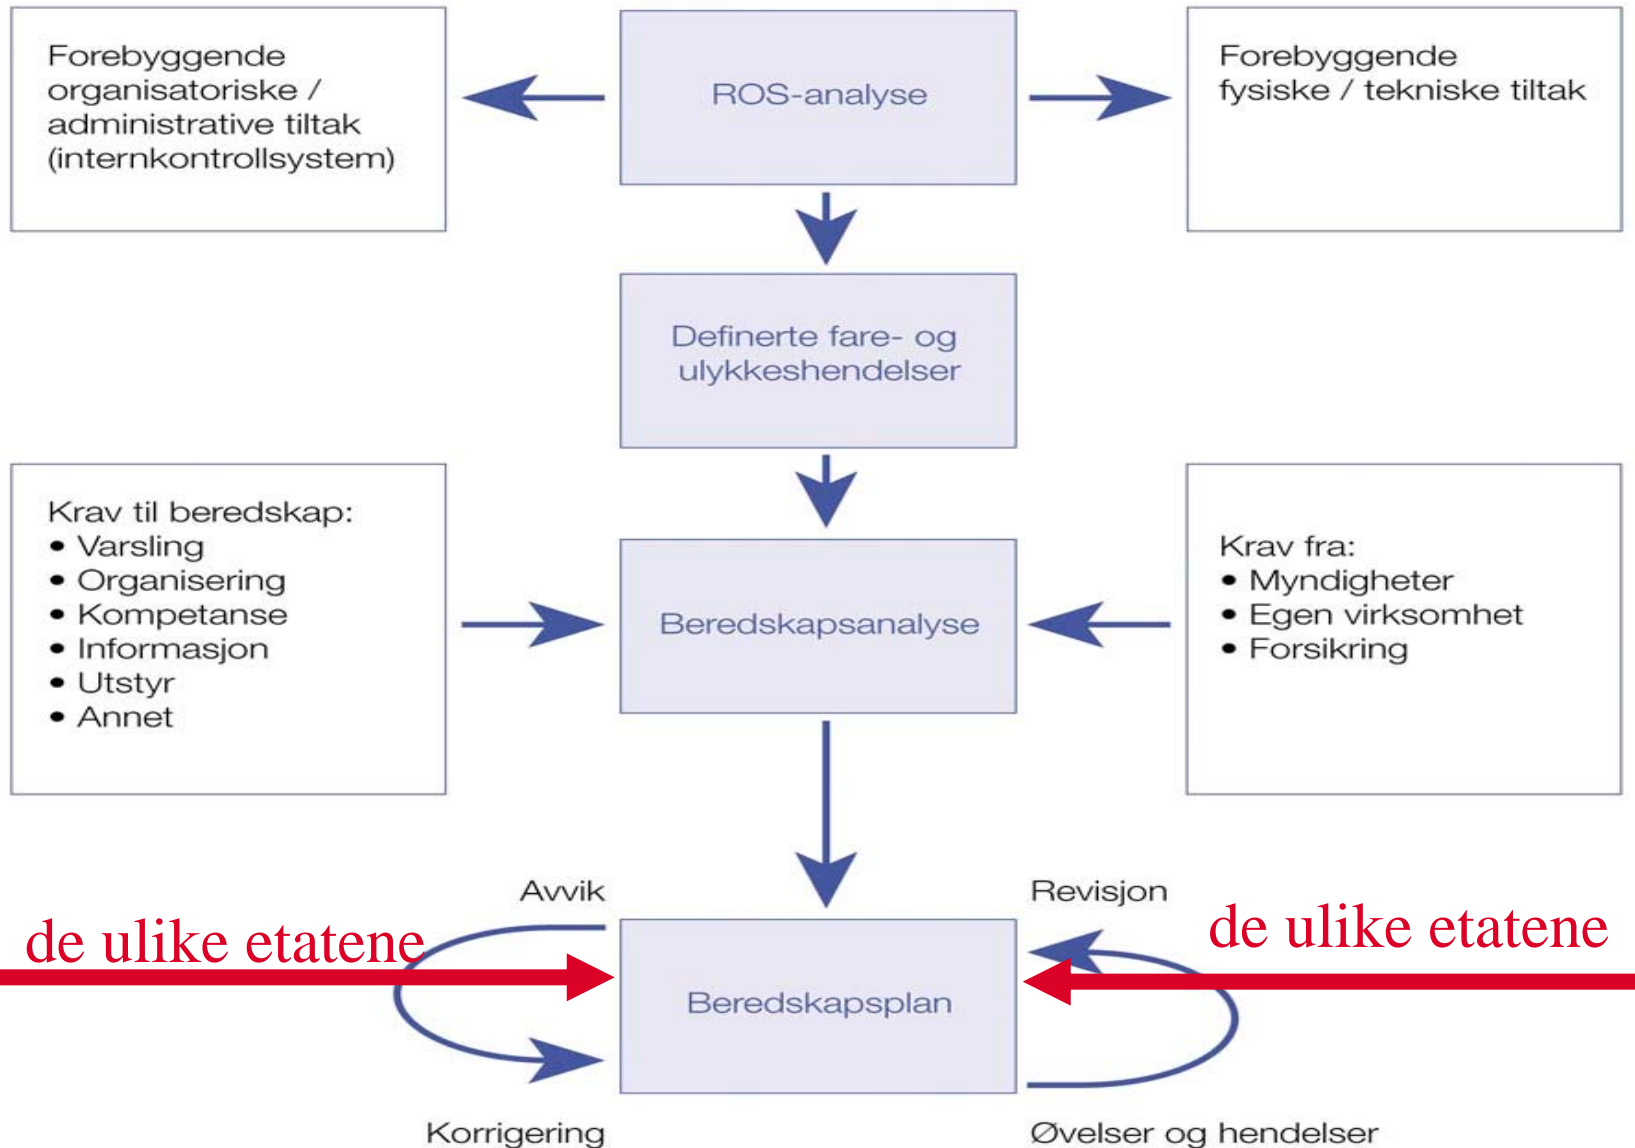 Forebyggende
organisatoriske /
administrative tiltak
(internkontrollsystem)
ROS-analyse
Forebyggende
fysiske / tekniske tiltak
Definerte fare- og
ulykkeshendelser
Krav til beredskap:
• Varsling
• Organisering
• Kompetanse
• Informasjon
• Utstyr
• Annet
Beredskapsanalyse
Krav fra:
• Myndigheter
• Egen virksomhet
• Forsikring
Avvik
Revisjon
de ulike etatene
de ulike etatene
Beredskapsplan
Korrigering
Øvelser og hendelser